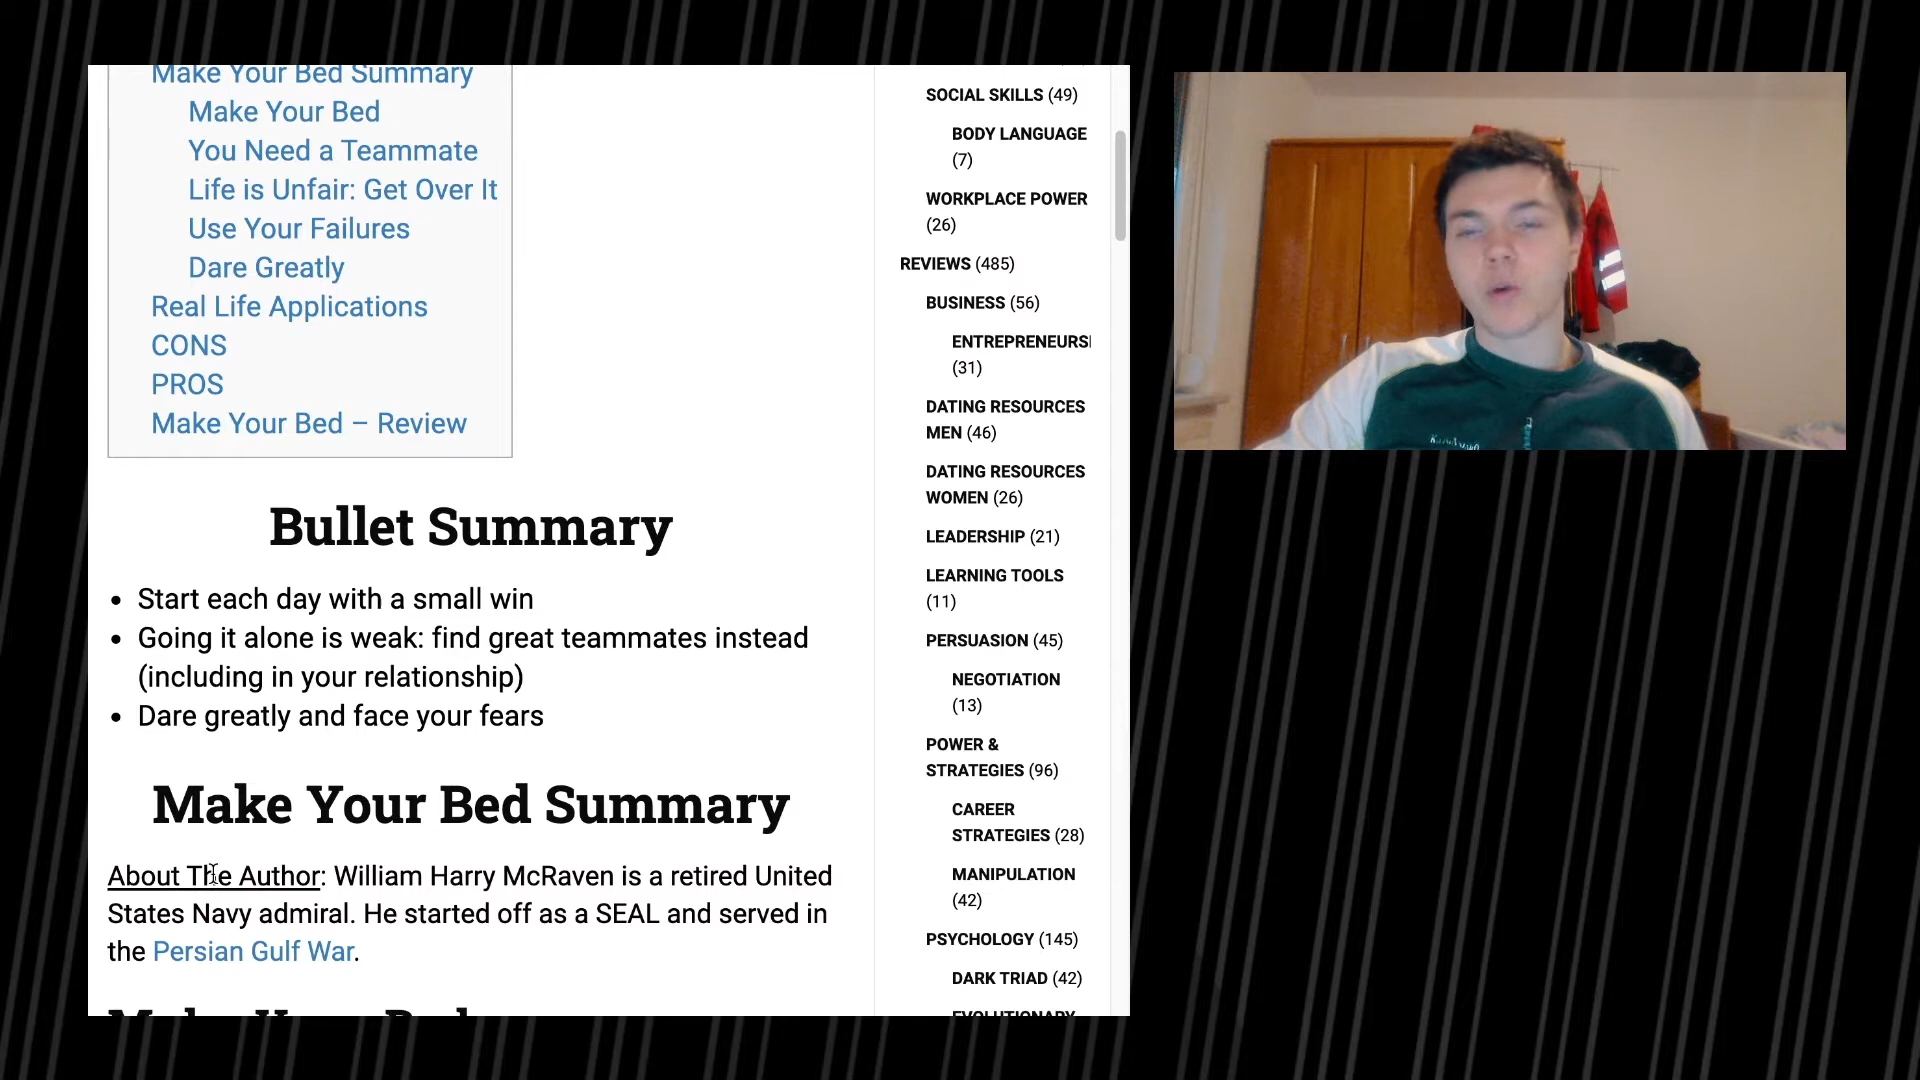 Make Your Bed Summary
Make Your Bed
You Need a Teammate
Life is Unfair: Get Over It
Use Your Failures
Dare Greatly
Real Life Applications
CONS
PROS
Make Your Bed – Review
Bullet Summary
• Start each day with a small win
• Going it alone is weak: find great teammates instead
(including in your relationship)
• Dare greatly and face your fears
Make Your Bed Summary
About The Author: William Harry McRaven is a retired United
States Navy admiral. He started off as a SEAL and served in
the Persian Gulf War.
SOCIAL SKILLS (49)
BODY LANGUAGE
(7)
WORKPLACE POWER
(26)
REVIEWS (485)
BUSINESS (56)
ENTREPRENEURS
(31)
DATING RESOURCES
MEN (46)
DATING RESOURCES
WOMEN (26)
LEADERSHIP (21)
LEARNING TOOLS
(11)
PERSUASION (45)
NEGOTIATION
(13)
POWER &
STRATEGIES (96)
CAREER
STRATEGIES (28)
MANIPULATION
(42)
PSYCHOLOGY (145)
DARK TRIAD (42)
EVOLUTIONARY